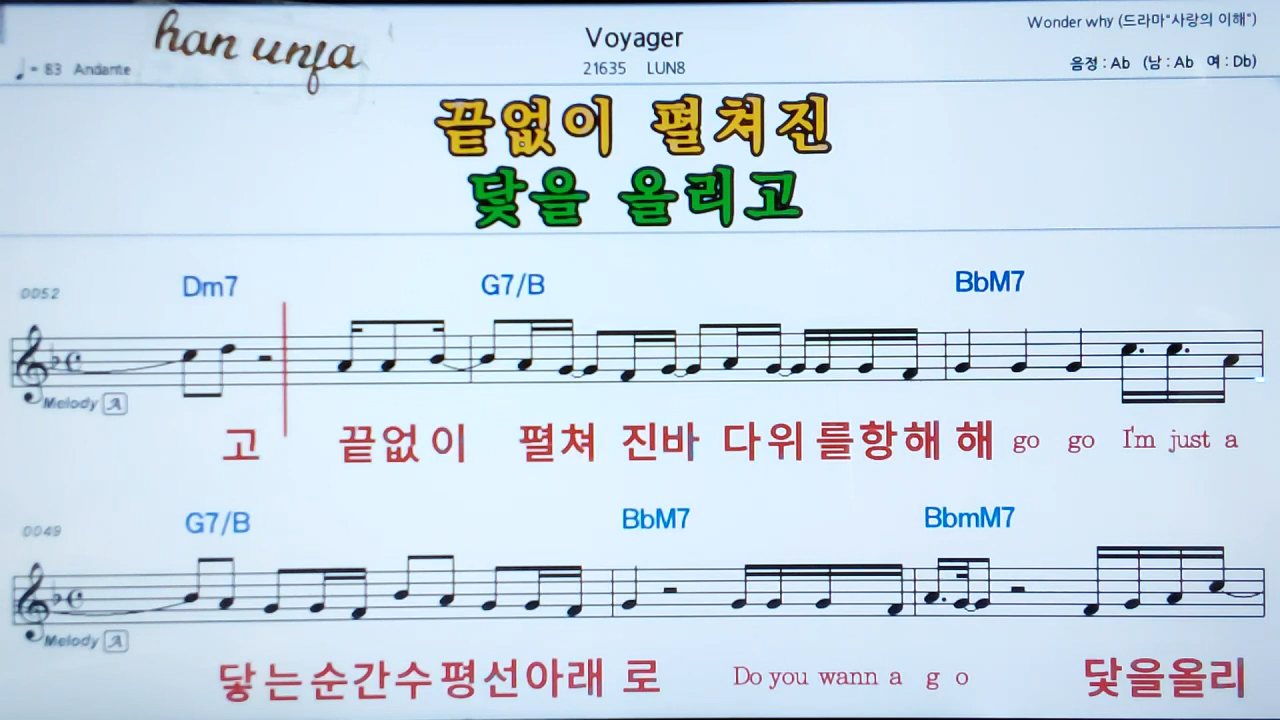 han unja
Voyager
Wonder why (드라마"사랑의 이해")
♩= 83 Andante
21635 LUN8
음정 : Ab (남 : Ab 여 : Db)
끝없이 펼쳐진
닻을 올리고
0052
Dm7 G7/B BbM7
Melody A
고 끝없이 펼쳐 진바 다위 를항해 해 go go I'm just a
0049
G7/B BbM7 BbmM7
Melody A
닿는순간수평선아래 로 Do you wann a g o 닻을올리